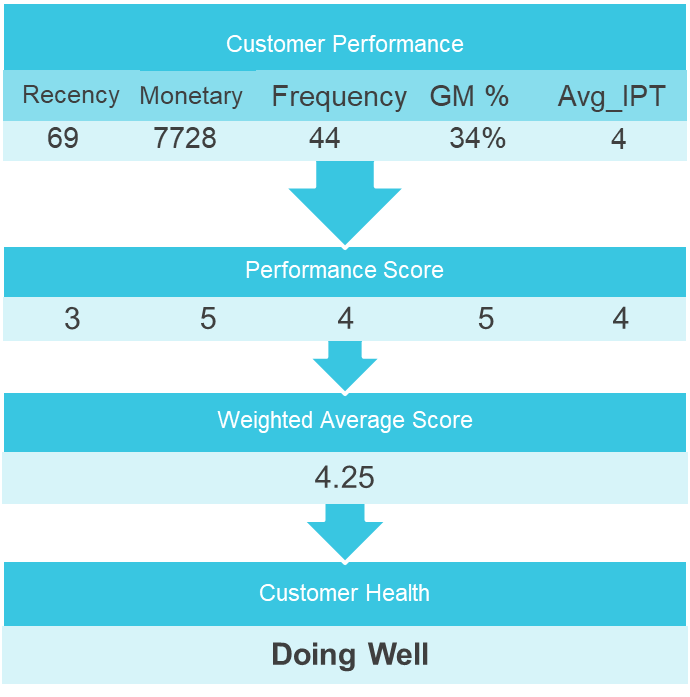 Customer Performance
Recency Monetary Frequency GM % Avg_IPT
69 7728 44 34% 4
Performance Score
3 5 4 5 4
Weighted Average Score
4.25
Customer Health
Doing Well